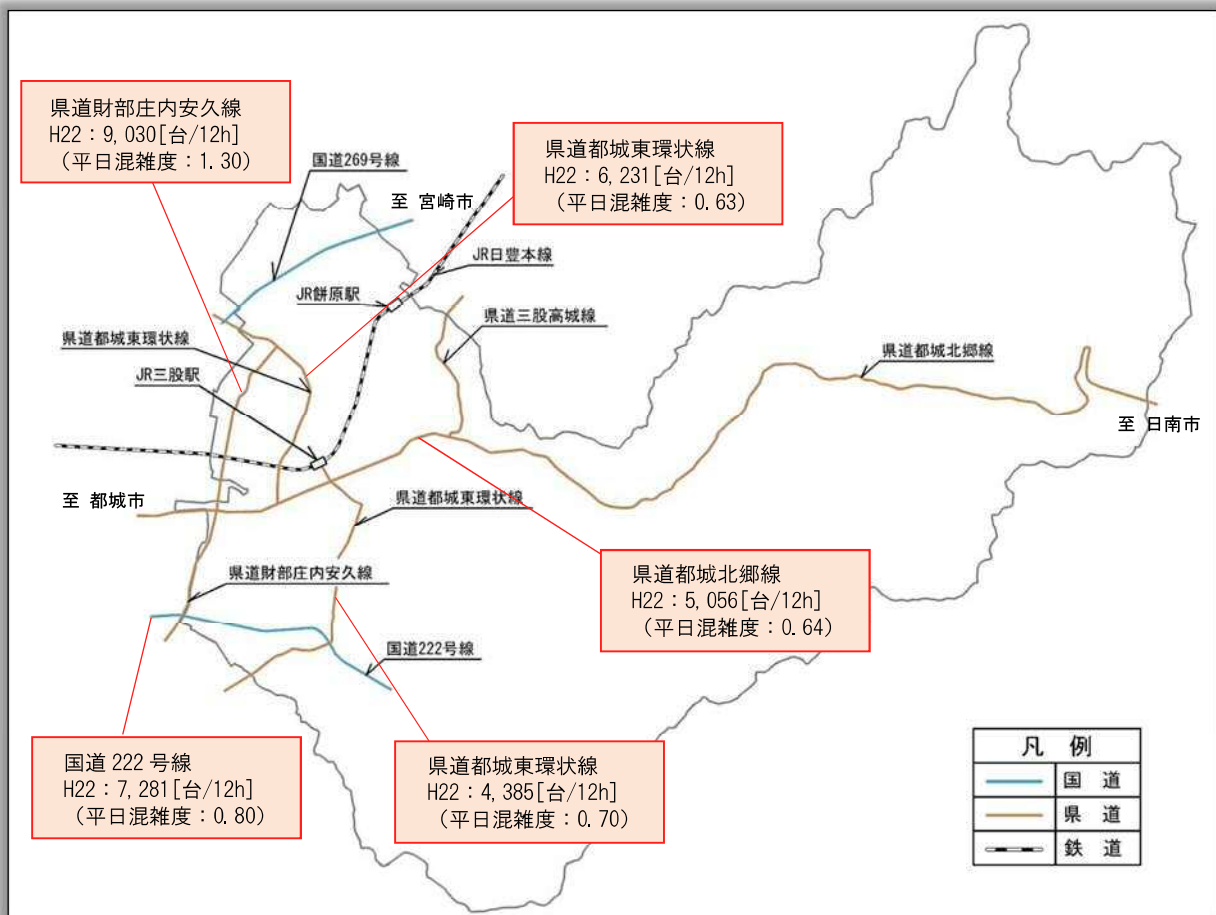 県道財部庄内安久線
H22：9,030[台/12h]
（平日混雑度：1.30）
国道269号線
至 宮崎市
県道都城東環状線
H22：6,231[台/12h]
（平日混雑度：0.63）
JR日豊本線
JR餅原駅
県道三股高城線
県道都城東環状線
JR三股駅
県道都城北郷線
至 日南市
至 都城市
県道都城東環状線
県道財部庄内安久線
県道都城北郷線
H22：5,056[台/12h]
（平日混雑度：0.64）
国道222号線
国道 222 号線
H22：7,281[台/12h]
（平日混雑度：0.80）
県道都城東環状線
H22：4,385[台/12h]
（平日混雑度：0.70）
凡 例
国 道
県 道
鉄 道